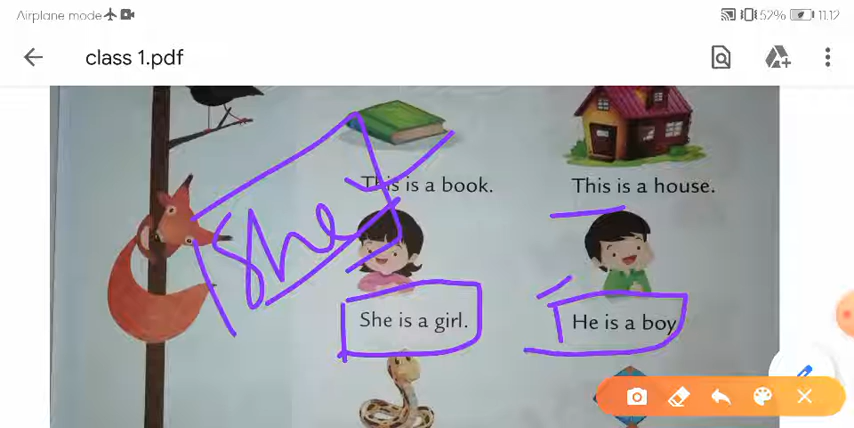 Airplane mode 52% 11.12
class 1.pdf
This is a book. This is a house.
She
She is a girl. He is a boy